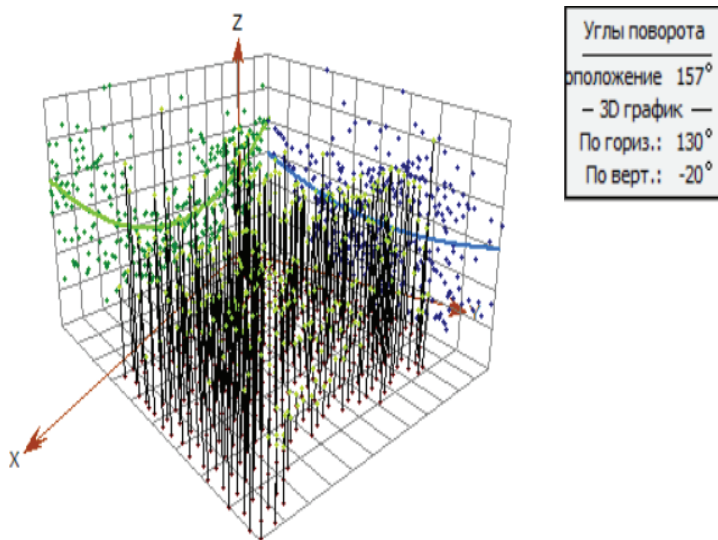 Z
X
Углы поворота
оположение 157°
— 3D график —
По гориз.: 130°
По верт.: -20°